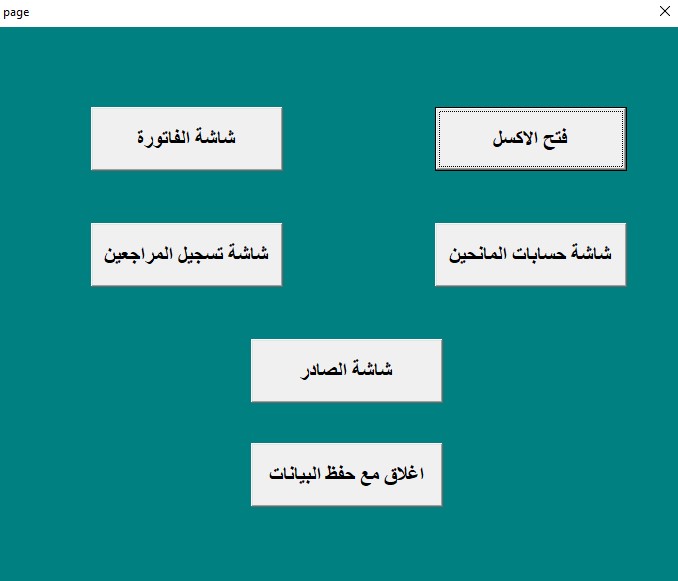 page
فتح الاكسل
شاشة الفاتورة
شاشة حسابات المانحين
شاشة تسجيل المراجعين
شاشة الصادر
اغلاق مع حفظ البيانات